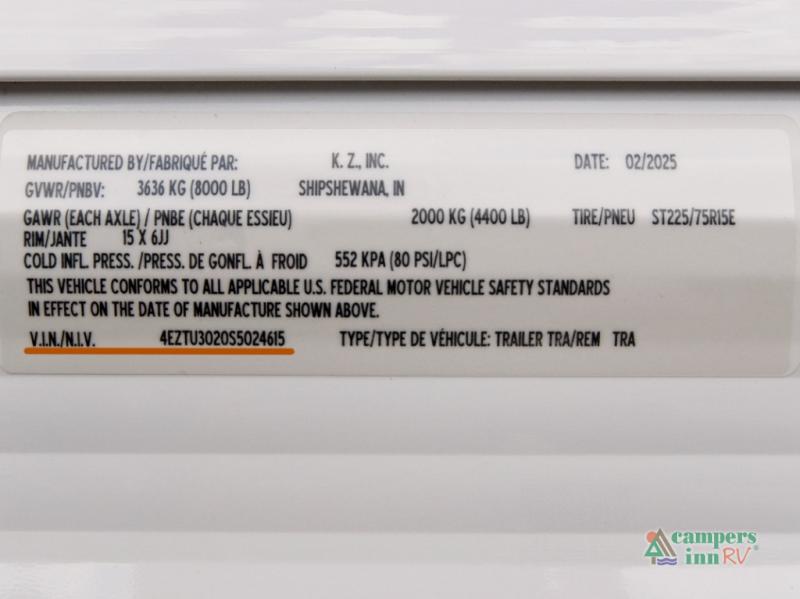 MANUFACTURED BY/FABRIQUÉ PAR: K. Z., INC. DATE: 02/2025
GVWR/PNBV: 3636 KG (8000 LB) SHIPSHEWANA, IN
GAWR (EACH AXLE) / PNBE (CHAQUE ESSIEU) 2000 KG (4400 LB) TIRE/PNEU ST225/75R15E
RIM/JANTE 15 X 6JJ
COLD INFL. PRESS. /PRESS. DE GONFL. À FROID 552 KPA (80 PSI/LPC)
THIS VEHICLE CONFORMS TO ALL APPLICABLE U.S. FEDERAL MOTOR VEHICLE SAFETY STANDARDS
IN EFFECT ON THE DATE OF MANUFACTURE SHOWN ABOVE.
V.I.N./N.I.V. 4EZTU3020S5024615 TYPE/TYPE DE VÉHICULE: TRAILER TRA/REM TRA
campers
inn RV®